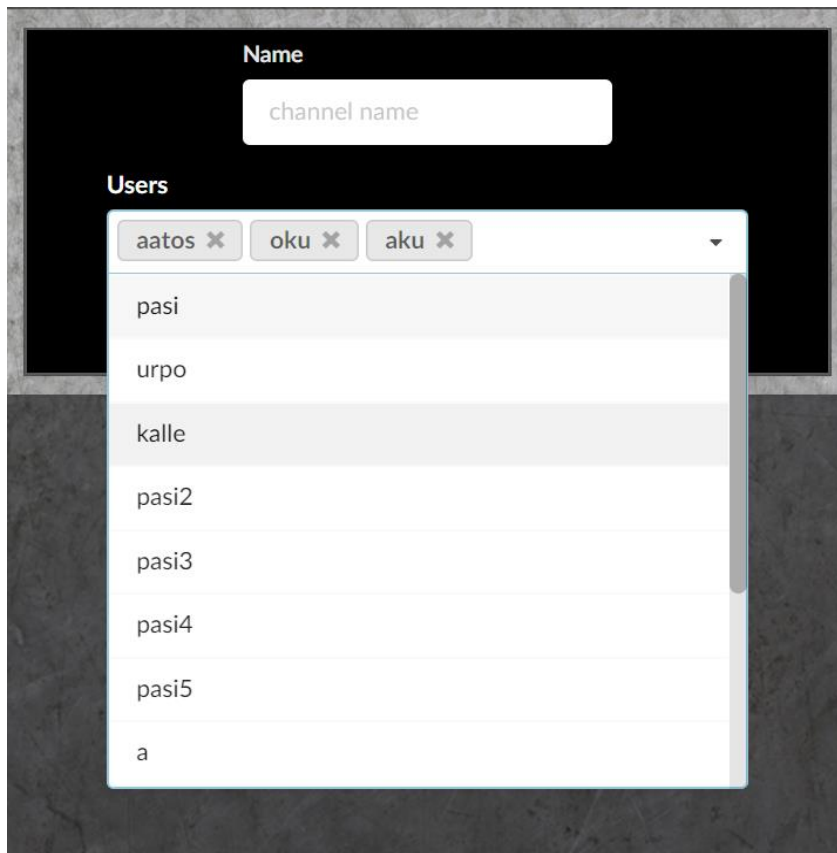 Name
channel name
Users
aatos oku aku
pasi
urpo
kalle
pasi2
pasi3
pasi4
pasi5
a